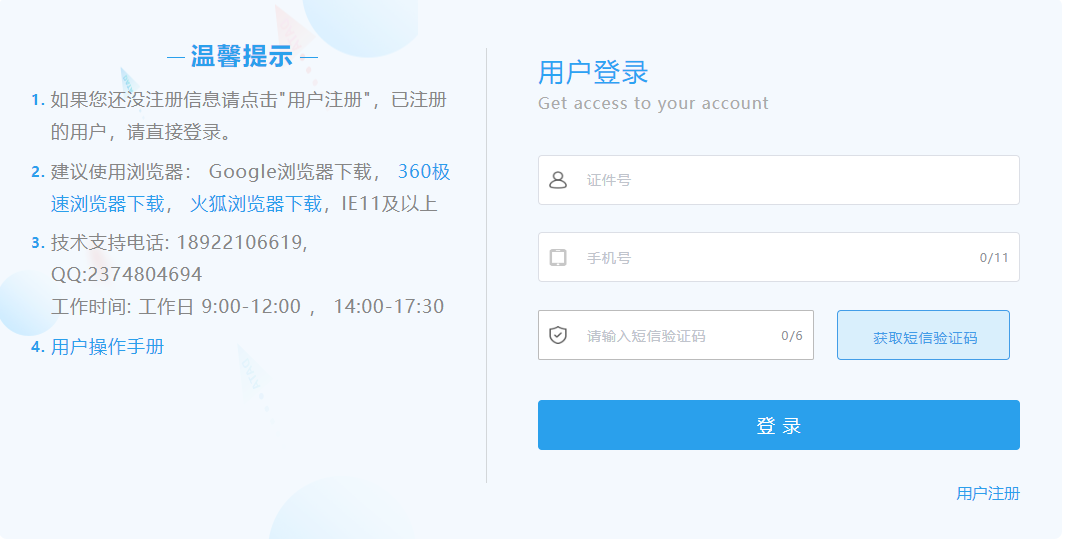 — 温馨提示 —
1. 如果您还没注册信息请点击"用户注册"，已注册
的用户，请直接登录。
2. 建议使用浏览器： Google浏览器下载， 360极
速浏览器下载， 火狐浏览器下载，IE11及以上
3. 技术支持电话: 18922106619,
QQ:2374804694
工作时间: 工作日 9:00-12:00 ， 14:00-17:30
4. 用户操作手册
用户登录
Get access to your account
证件号
手机号 0/11
请输入短信验证码 0/6 获取短信验证码
登 录
用户注册